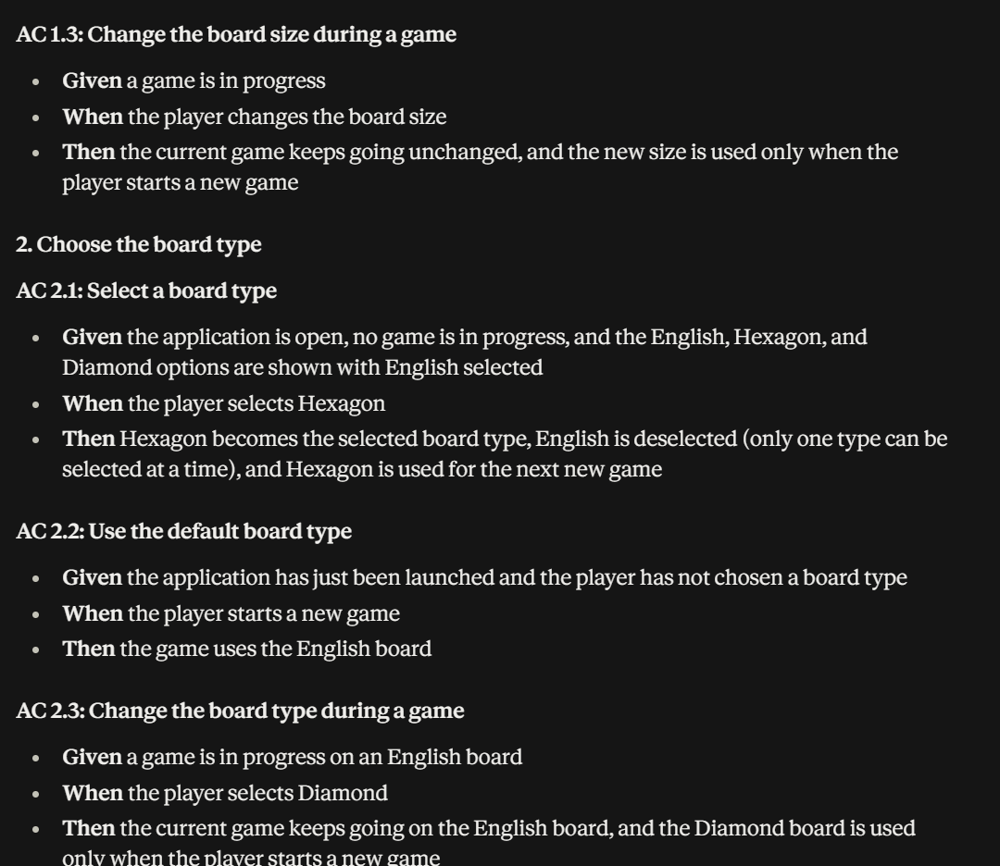 AC 1.3: Change the board size during a game
• Given a game is in progress
• When the player changes the board size
• Then the current game keeps going unchanged, and the new size is used only when the
player starts a new game
2. Choose the board type
AC 2.1: Select a board type
• Given the application is open, no game is in progress, and the English, Hexagon, and
Diamond options are shown with English selected
• When the player selects Hexagon
• Then Hexagon becomes the selected board type, English is deselected (only one type can be
selected at a time), and Hexagon is used for the next new game
AC 2.2: Use the default board type
• Given the application has just been launched and the player has not chosen a board type
• When the player starts a new game
• Then the game uses the English board
AC 2.3: Change the board type during a game
• Given a game is in progress on an English board
• When the player selects Diamond
• Then the current game keeps going on the English board, and the Diamond board is used
only when the player starts a new game